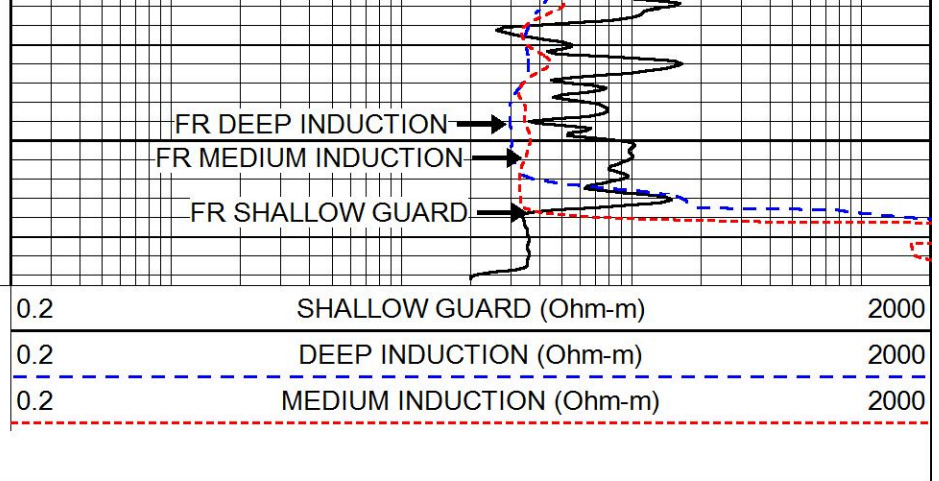 FR DEEP INDUCTION
FR MEDIUM INDUCTION
FR SHALLOW GUARD
0.2 SHALLOW GUARD (Ohm-m) 2000
0.2 DEEP INDUCTION (Ohm-m) 2000
0.2 MEDIUM INDUCTION (Ohm-m) 2000